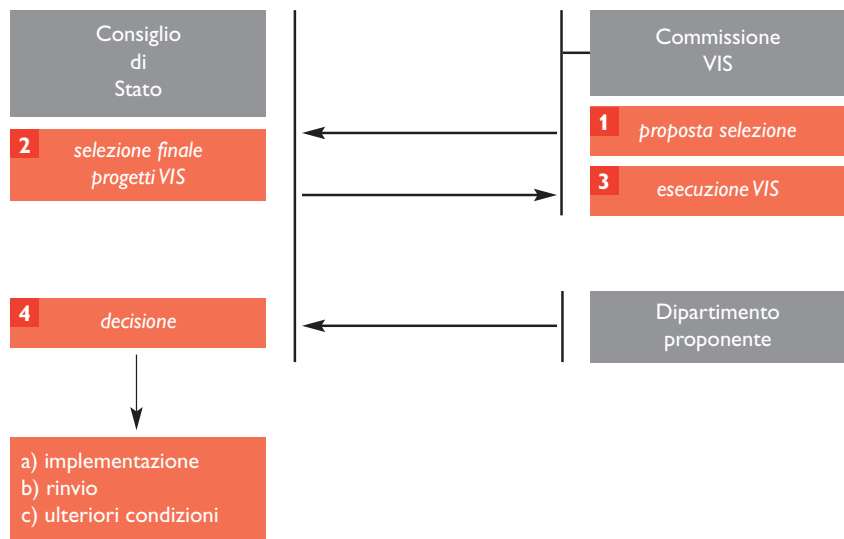 Consiglio
di
Stato
Commissione
VIS
1 proposta selezione
2 selezione finale
progetti VIS
3 esecuzione VIS
4 decisione
Dipartimento
proponente
a) implementazione
b) rinvio
c) ulteriori condizioni